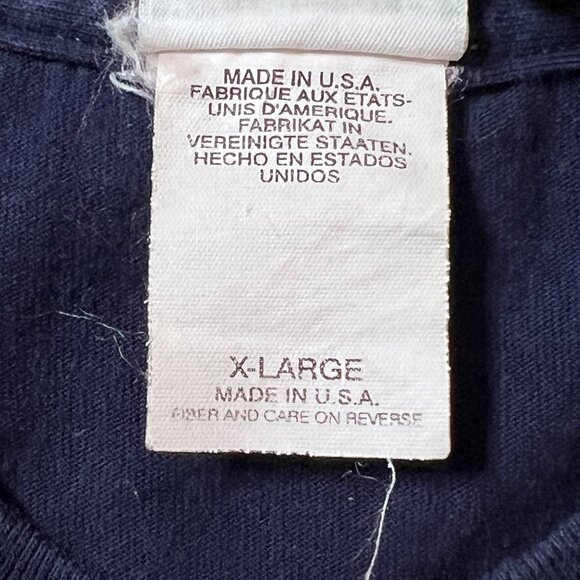 MADE IN U.S.A.
FABRIQUE AUX ETATS-
UNIS D'AMERIQUE.
FABRIKAT IN
VEREINIGTE STAATEN.
HECHO EN ESTADOS
UNIDOS
X-LARGE
MADE IN U.S.A.
FIBER AND CARE ON REVERSE